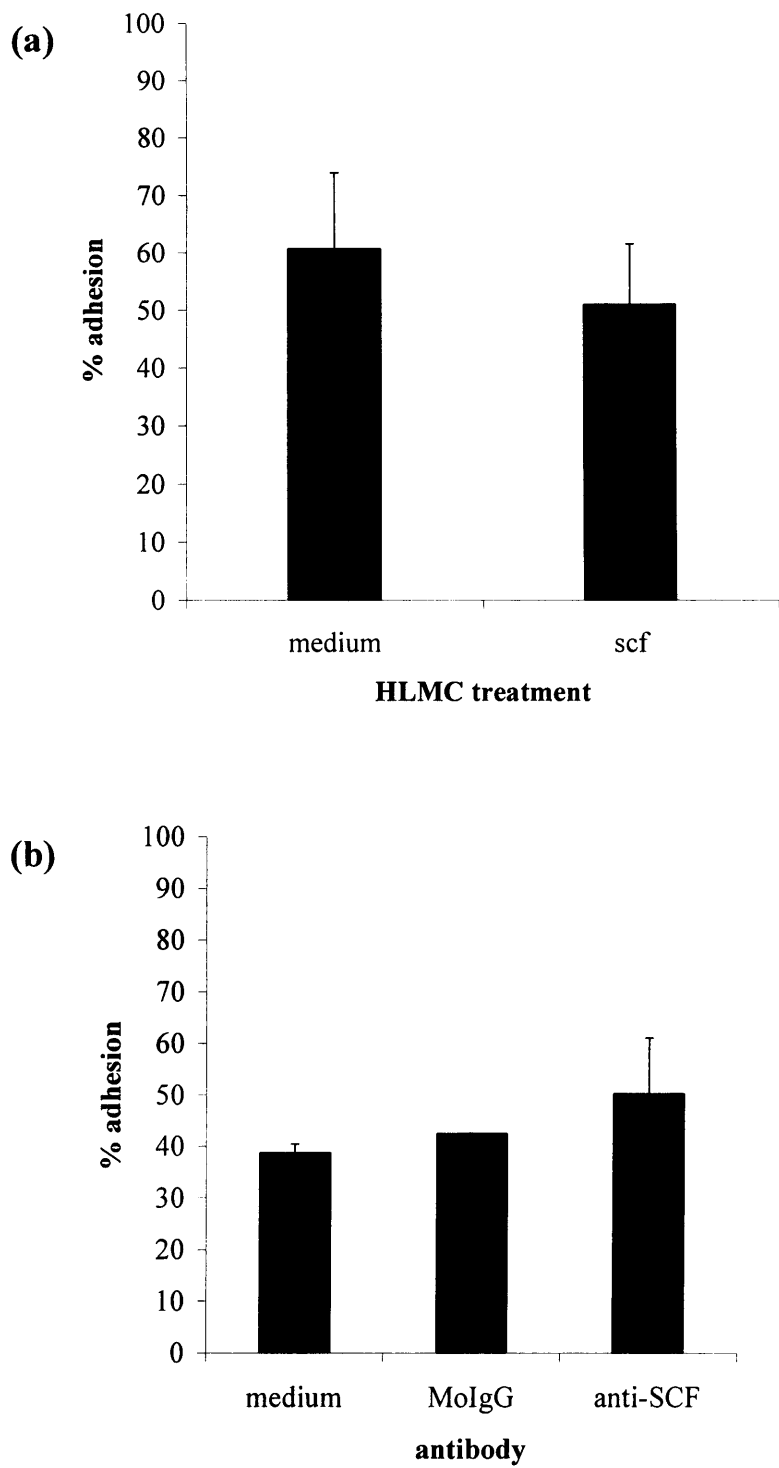 (a)
100
90
80
70
60
50
40
30
20
10
0
% adhesion
medium scf
HLMC treatment
(b)
100
90
80
70
60
50
40
30
20
10
0
% adhesion
medium MoIgG anti-SCF
antibody